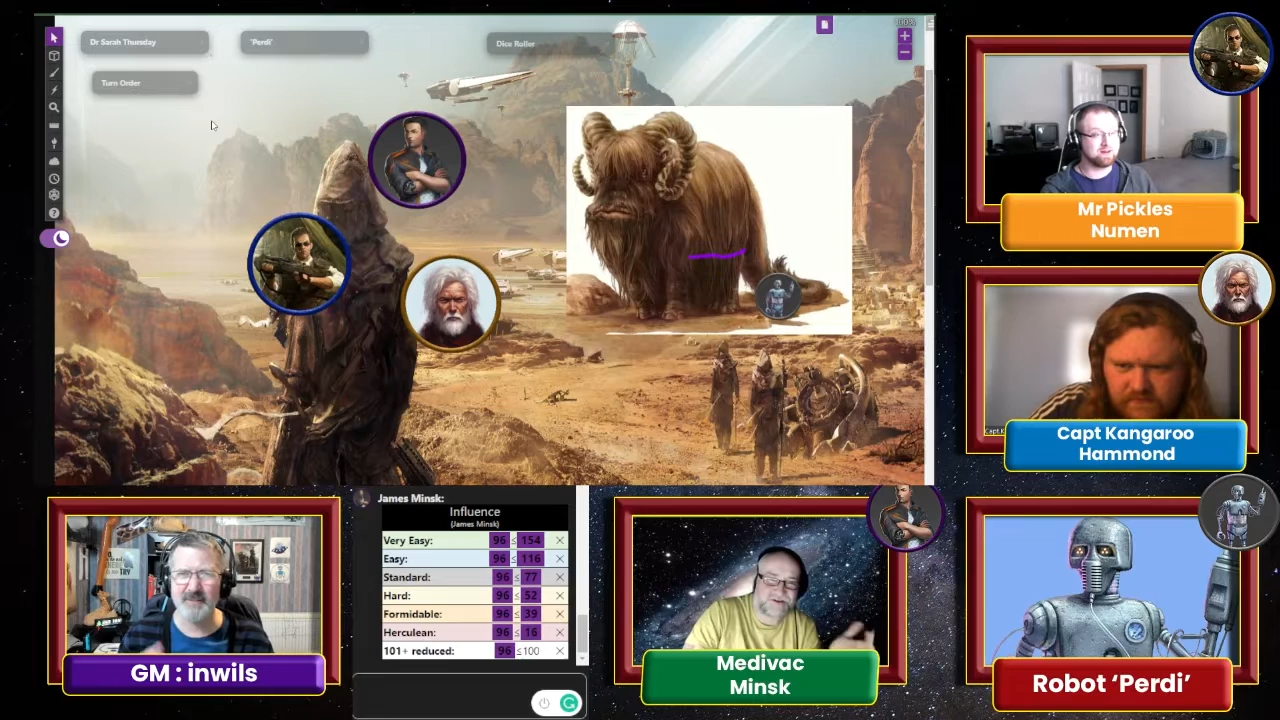 Dr Sarah Thursday
'Perdi'
Dice Roller
100%
Turn Order
Mr Pickles
Numen
Capt Kangaroo
Hammond
James Minsk:
Influence
(James Minsk)
Very Easy: 96 ≤ 154 ×
Easy: 96 ≤ 116 ×
Standard: 96 ≤ 77 ×
Hard: 96 ≤ 52 ×
Formidable: 96 ≤ 39 ×
Herculean: 96 ≤ 16 ×
101+ reduced: 96 ≤100 ×
GM : inwils
Medivac
Minsk
Robot ‘Perdi’